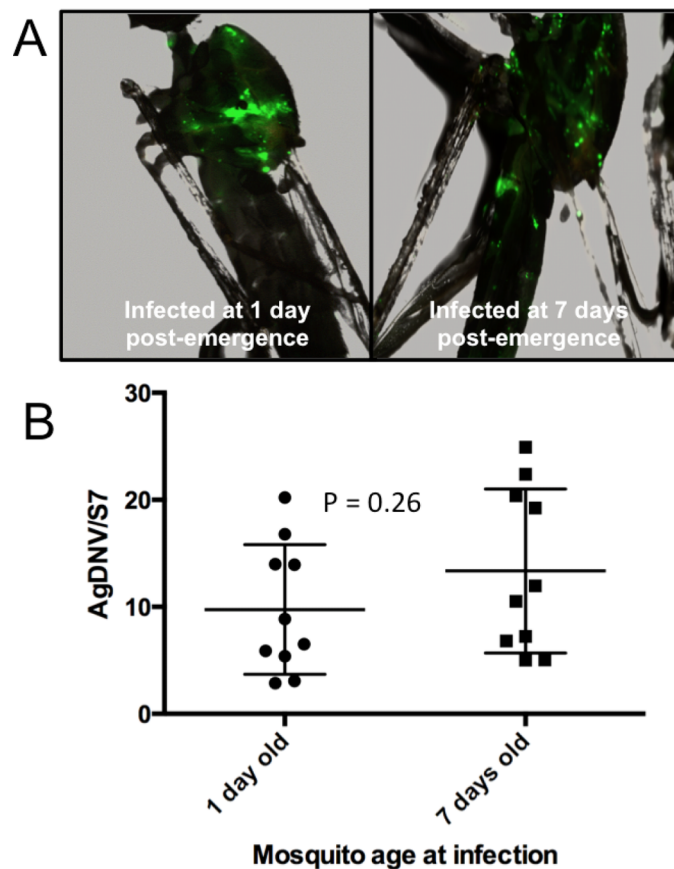 A
Infected at 1 day
post-emergence
Infected at 7 days
post-emergence
B
30
20
10
0
AgDNV/S7
P = 0.26
1 day old
7 days old
Mosquito age at infection